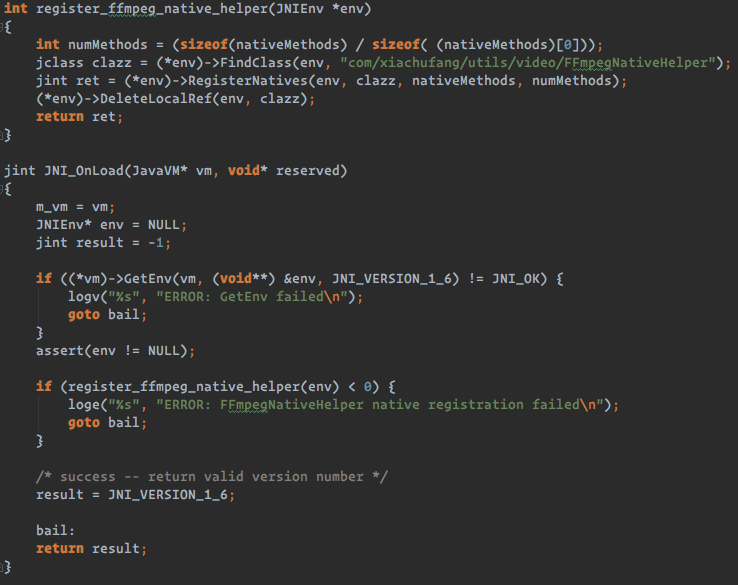 int register_ffmpeg_native_helper(JNIEnv *env)
{
    int numMethods = (sizeof(nativeMethods) / sizeof( (nativeMethods)[0]));
    jclass clazz = (*env)->FindClass(env, "com/xiachufang/utils/video/FFmpegNativeHelper");
    jint ret = (*env)->RegisterNatives(env, clazz, nativeMethods, numMethods);
    (*env)->DeleteLocalRef(env, clazz);
    return ret;
}

jint JNI_OnLoad(JavaVM* vm, void* reserved)
{
    m_vm = vm;
    JNIEnv* env = NULL;
    jint result = -1;

    if ((*vm)->GetEnv(vm, (void**) &env, JNI_VERSION_1_6) != JNI_OK) {
        logv("%s", "ERROR: GetEnv failed\n");
        goto bail;
    }
    assert(env != NULL);

    if (register_ffmpeg_native_helper(env) < 0) {
        loge("%s", "ERROR: FFmpegNativeHelper native registration failed\n");
        goto bail;
    }

    /* success -- return valid version number */
    result = JNI_VERSION_1_6;

    bail:
    return result;
}